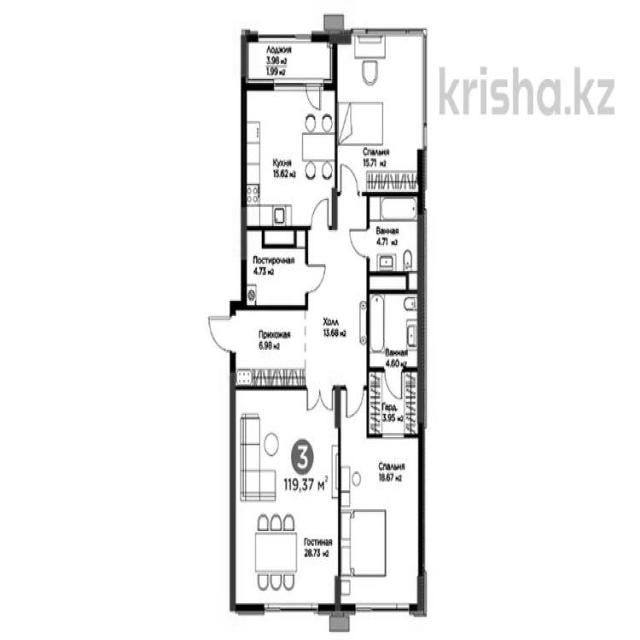 Лоджия
3.98 м2
1.99 м2
krisha.kz
Кухня
15.62 м2
Спальня
15.71 м2
Ванная
4.71 м2
Постирочная
4.73 м2
Прихожая
6.98 м2
Холл
13.68 м2
Ванная
4.60 м2
Гард.
3.95 м2
3
119,37 м2
Спальня
18.67 м2
Гостиная
28.73 м2